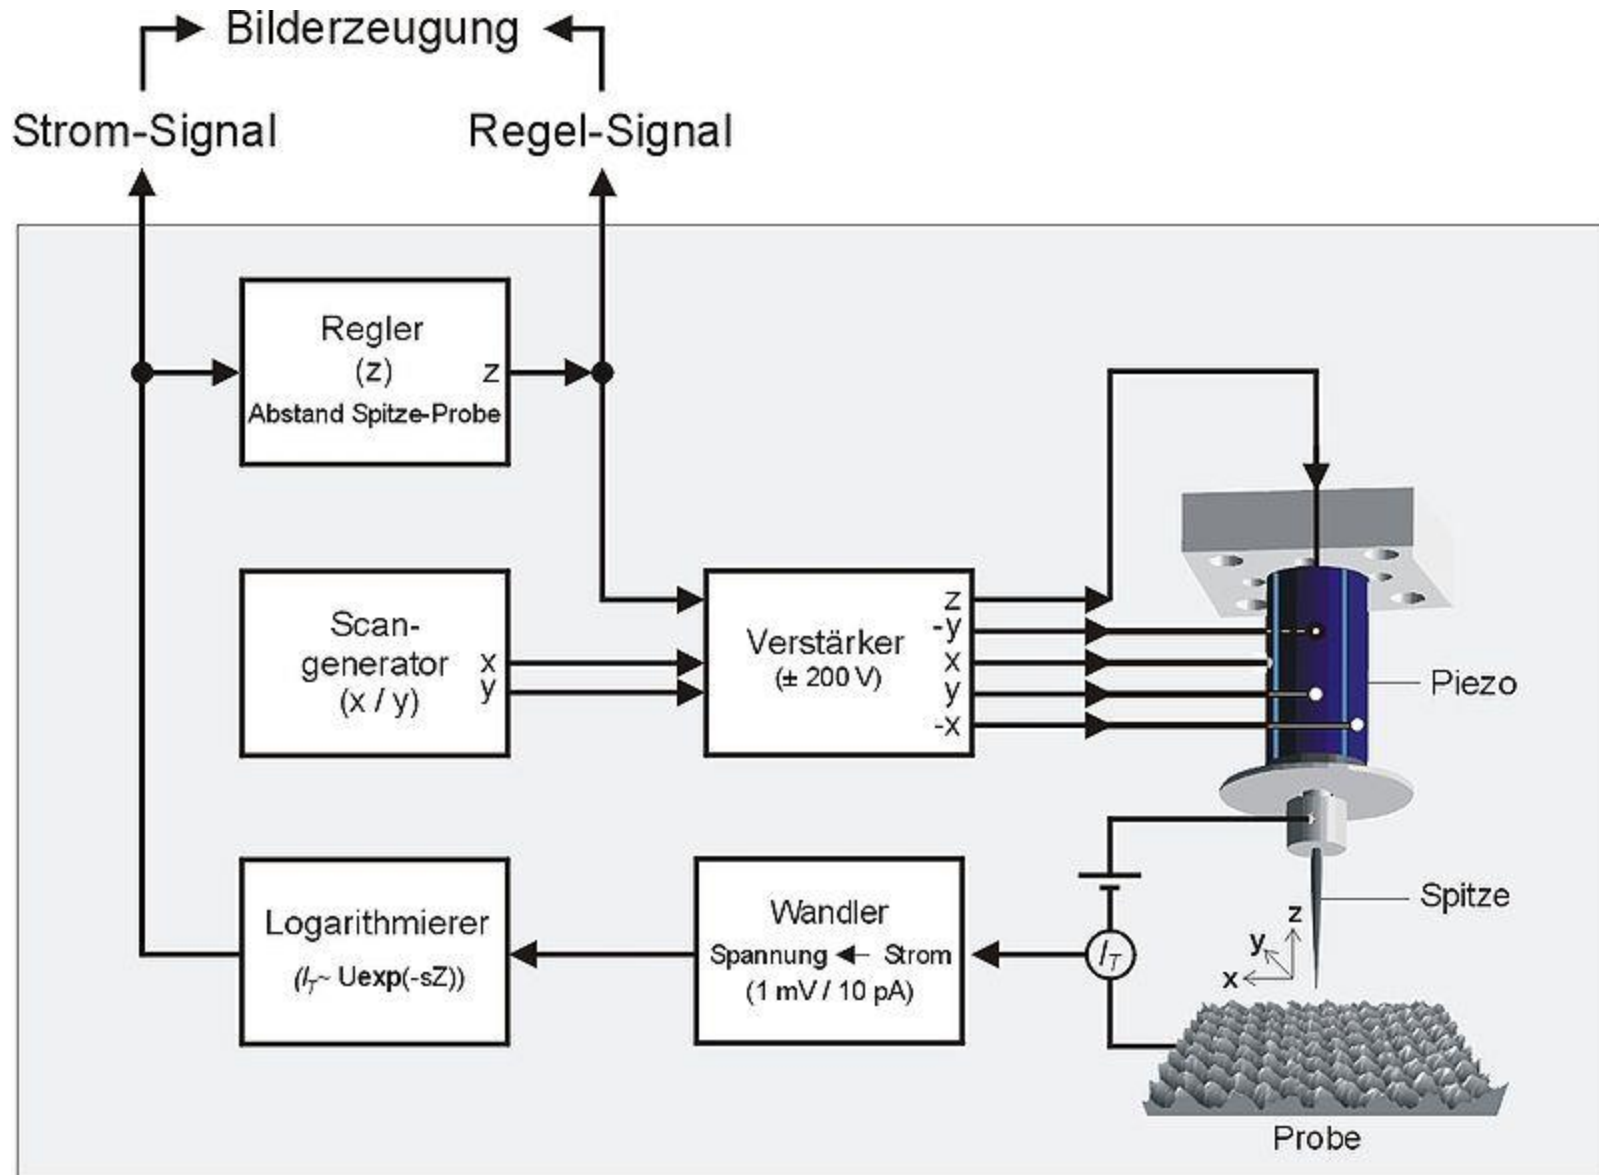 Bilderzeugung
Strom-Signal
Regel-Signal
Regler
(z)
z
Abstand Spitze-Probe
Scan-
generator
(x / y)
x
y
Verstärker
(± 200 V)
z
-y
x
y
-x
Piezo
Logarithmierer
(I_T~ Uexp(-sZ))
Wandler
Spannung ← Strom
(1 mV / 10 pA)
I_T
Spitze
z
y
x
Probe